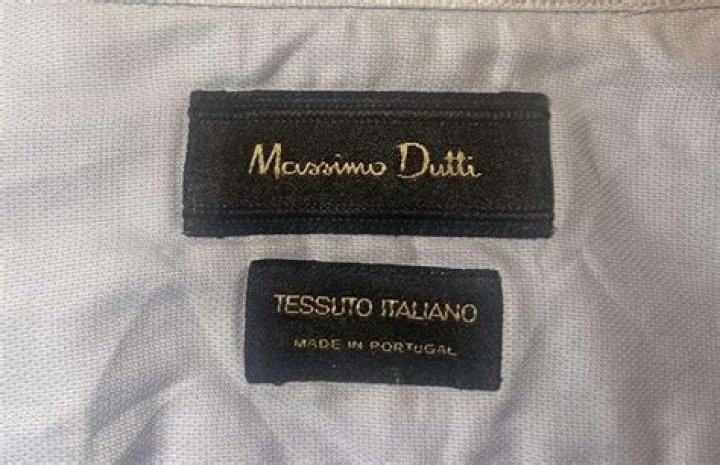 Massimo Dutti
TESSUTO ITALIANO
MADE IN PORTUGAL